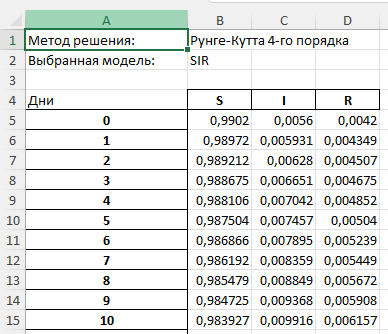 A B C D
1 Метод решения: Рунге-Кутта 4-го порядка
2 Выбранная модель: SIR
3
4 Дни S I R
5 0 0,9902 0,0056 0,0042
6 1 0,98972 0,005931 0,004349
7 2 0,989212 0,00628 0,004507
8 3 0,988675 0,006651 0,004675
9 4 0,988106 0,007042 0,004852
10 5 0,987504 0,007457 0,00504
11 6 0,986866 0,007895 0,005239
12 7 0,986192 0,008359 0,005449
13 8 0,985479 0,008849 0,005672
14 9 0,984725 0,009368 0,005908
15 10 0,983927 0,009916 0,006157